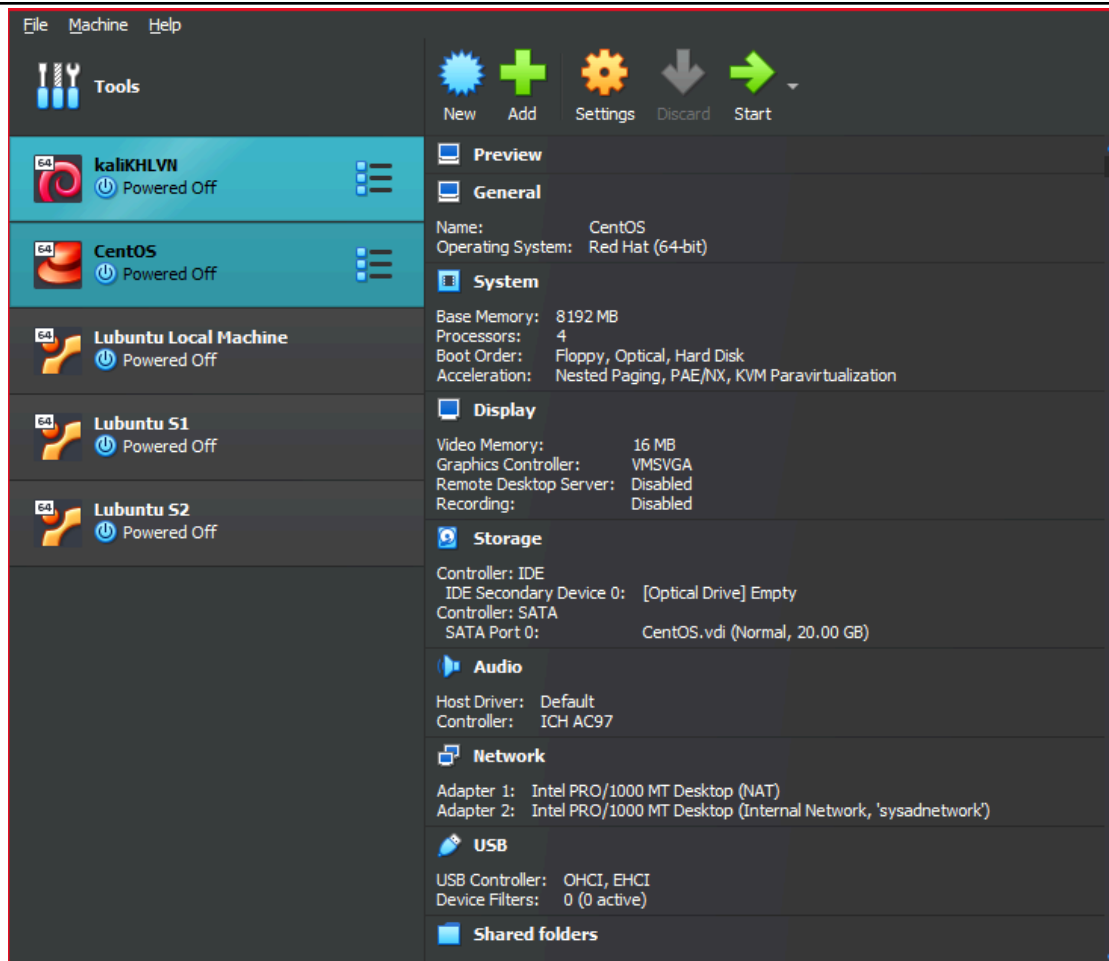 File Machine Help
Tools
New Add Settings Discard Start
64
kaliKHLVN
Powered Off
64
CentOS
Powered Off
64
Lubuntu Local Machine
Powered Off
64
Lubuntu S1
Powered Off
64
Lubuntu S2
Powered Off
Preview
General
Name: CentOS
Operating System: Red Hat (64-bit)
System
Base Memory: 8192 MB
Processors: 4
Boot Order: Floppy, Optical, Hard Disk
Acceleration: Nested Paging, PAE/NX, KVM Paravirtualization
Display
Video Memory: 16 MB
Graphics Controller: VMSVGA
Remote Desktop Server: Disabled
Recording: Disabled
Storage
Controller: IDE
IDE Secondary Device 0: [Optical Drive] Empty
Controller: SATA
SATA Port 0: CentOS.vdi (Normal, 20.00 GB)
Audio
Host Driver: Default
Controller: ICH AC97
Network
Adapter 1: Intel PRO/1000 MT Desktop (NAT)
Adapter 2: Intel PRO/1000 MT Desktop (Internal Network, 'sysadnetwork')
USB
USB Controller: OHCI, EHCI
Device Filters: 0 (0 active)
Shared folders